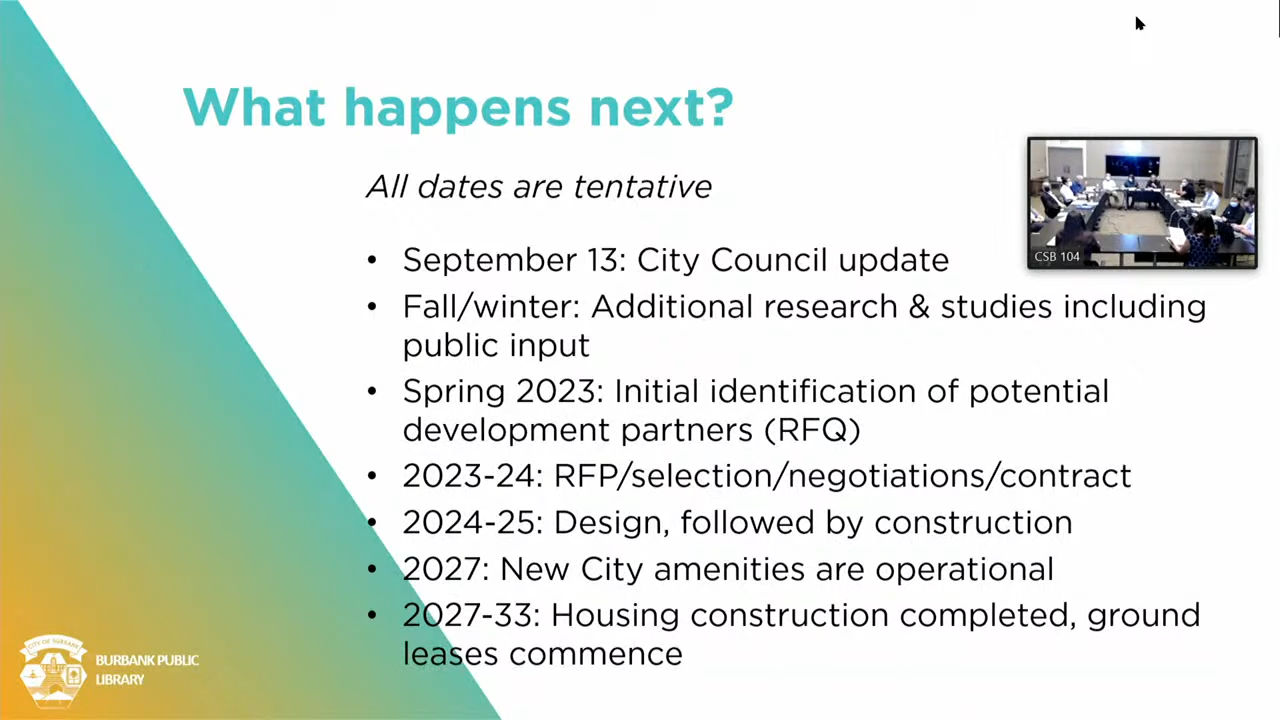 What happens next?
All dates are tentative
• September 13: City Council update
• Fall/winter: Additional research & studies including
public input
• Spring 2023: Initial identification of potential
development partners (RFQ)
• 2023-24: RFP/selection/negotiations/contract
• 2024-25: Design, followed by construction
• 2027: New City amenities are operational
• 2027-33: Housing construction completed, ground
leases commence
CSB 104
CITY OF BURBANK
BURBANK PUBLIC
LIBRARY